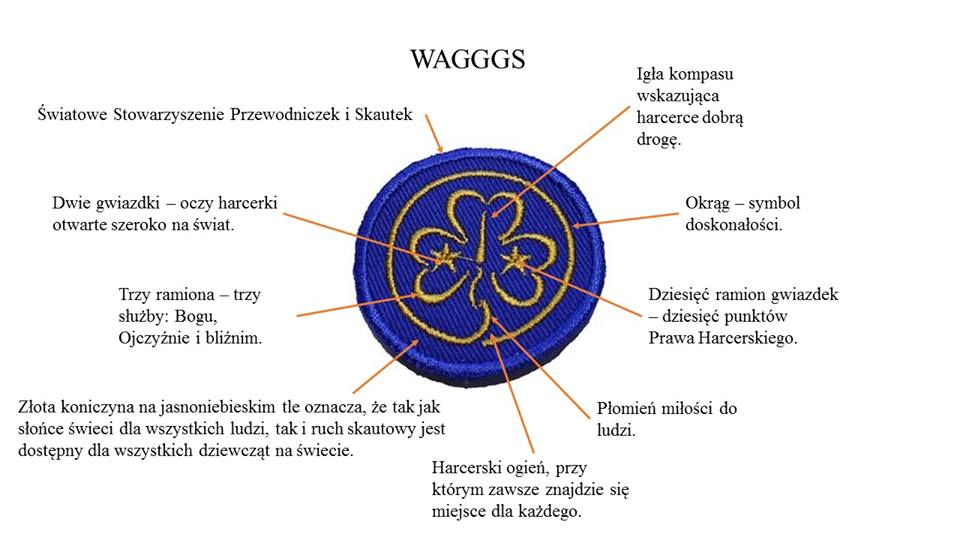 WAGGGS
Igła kompasu
wskazująca
harcerce dobrą
drogę.
Światowe Stowarzyszenie Przewodniczek i Skautek
Dwie gwiazdki – oczy harcerki
otwarte szeroko na świat.
Okrąg – symbol
doskonałości.
Trzy ramiona – trzy
służby: Bogu,
Ojczyźnie i bliźnim.
Dziesięć ramion gwiazdek
– dziesięć punktów
Prawa Harcerskiego.
Złota koniczyna na jasnoniebieskim tle oznacza, że tak jak
słońce świeci dla wszystkich ludzi, tak i ruch skautowy jest
dostępny dla wszystkich dziewcząt na świecie.
Płomień miłości do
ludzi.
Harcerski ogień, przy
którym zawsze znajdzie się
miejsce dla każdego.